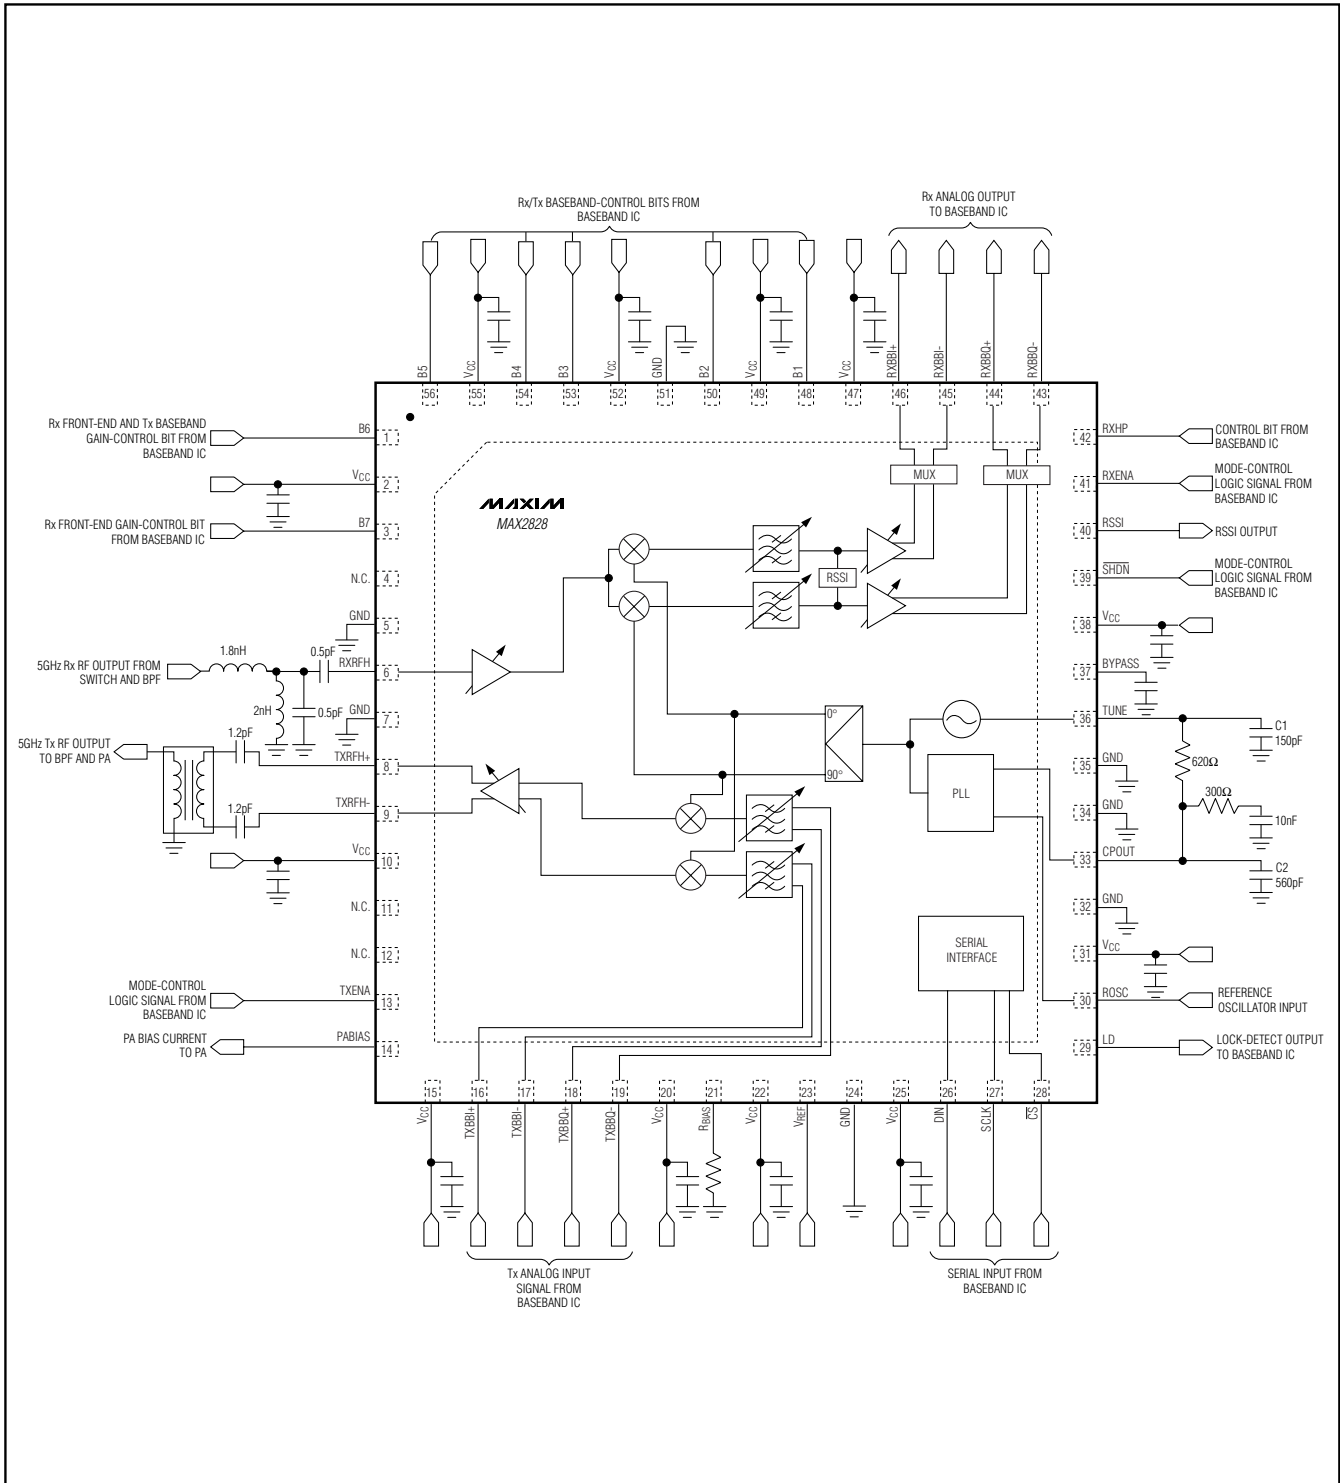 Rx/Tx BASEBAND-CONTROL BITS FROM
BASEBAND IC
Rx ANALOG OUTPUT
TO BASEBAND IC
B5
VCC
B4
B3
VCC
GND
B2
VCC
B1
VCC
RXBBI+
RXBBI-
RXBBQ+
RXBBQ-
56
55
54
53
52
51
50
49
48
47
46
45
44
43
Rx FRONT-END AND Tx BASEBAND
GAIN-CONTROL BIT FROM
BASEBAND IC
B6
1
VCC
2
Rx FRONT-END GAIN-CONTROL BIT
FROM BASEBAND IC
B7
3
N.C.
4
GND
5
5GHz Rx RF OUTPUT FROM
SWITCH AND BPF
1.8nH
0.5pF
RXRFH
6
2nH
0.5pF
GND
7
5GHz Tx RF OUTPUT
TO BPF AND PA
1.2pF
TXRFH+
8
1.2pF
TXRFH-
9
VCC
10
N.C.
11
N.C.
12
MODE-CONTROL
LOGIC SIGNAL FROM
BASEBAND IC
TXENA
13
PA BIAS CURRENT
TO PA
PABIAS
14
MAXIM
MAX2828
MUX
MUX
RSSI
0°
90°
PLL
SERIAL
INTERFACE
42
RXHP
CONTROL BIT FROM
BASEBAND IC
41
RXENA
MODE-CONTROL
LOGIC SIGNAL FROM
BASEBAND IC
40
RSSI
RSSI OUTPUT
39
SHDN
MODE-CONTROL
LOGIC SIGNAL FROM
BASEBAND IC
38
VCC
37
BYPASS
36
TUNE
C1
150pF
35
GND
620Ω
300Ω
34
GND
10nF
33
CPOUT
C2
560pF
32
GND
31
VCC
30
ROSC
REFERENCE
OSCILLATOR INPUT
29
LD
LOCK-DETECT OUTPUT
TO BASEBAND IC
15
16
17
18
19
20
21
22
23
24
25
26
27
28
VCC
TXBBI+
TXBBI-
TXBBQ+
TXBBQ-
VCC
RBIAS
VCC
VREF
GND
VCC
DIN
SCLK
CS
Tx ANALOG INPUT
SIGNAL FROM
BASEBAND IC
SERIAL INPUT FROM
BASEBAND IC